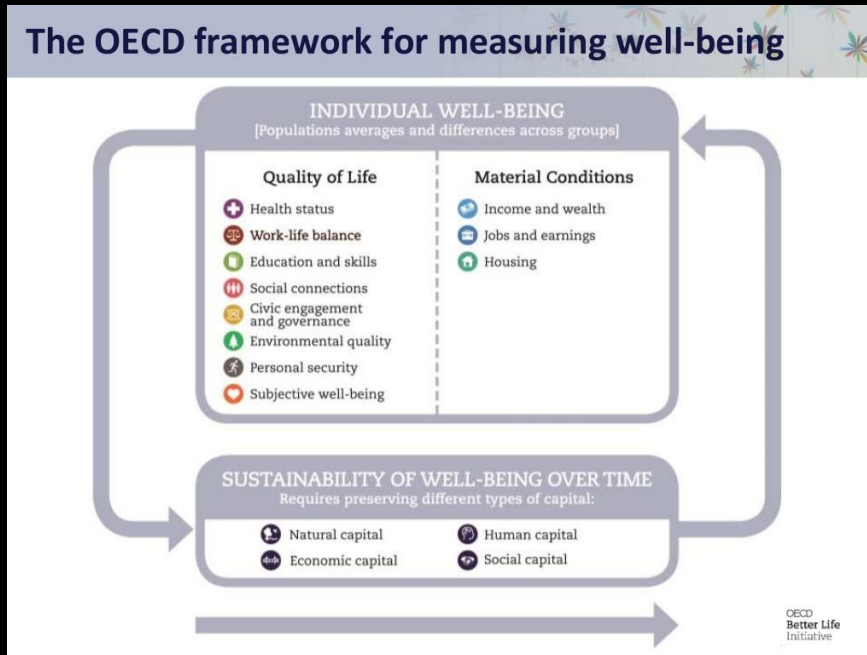 The OECD framework for measuring well-being
INDIVIDUAL WELL-BEING
[Populations averages and differences across groups]
Quality of Life
Health status
Work-life balance
Education and skills
Social connections
Civic engagement
and governance
Environmental quality
Personal security
Subjective well-being
Material Conditions
Income and wealth
Jobs and earnings
Housing
SUSTAINABILITY OF WELL-BEING OVER TIME
Requires preserving different types of capital:
Natural capital
Economic capital
Human capital
Social capital
OECD
Better Life
Initiative